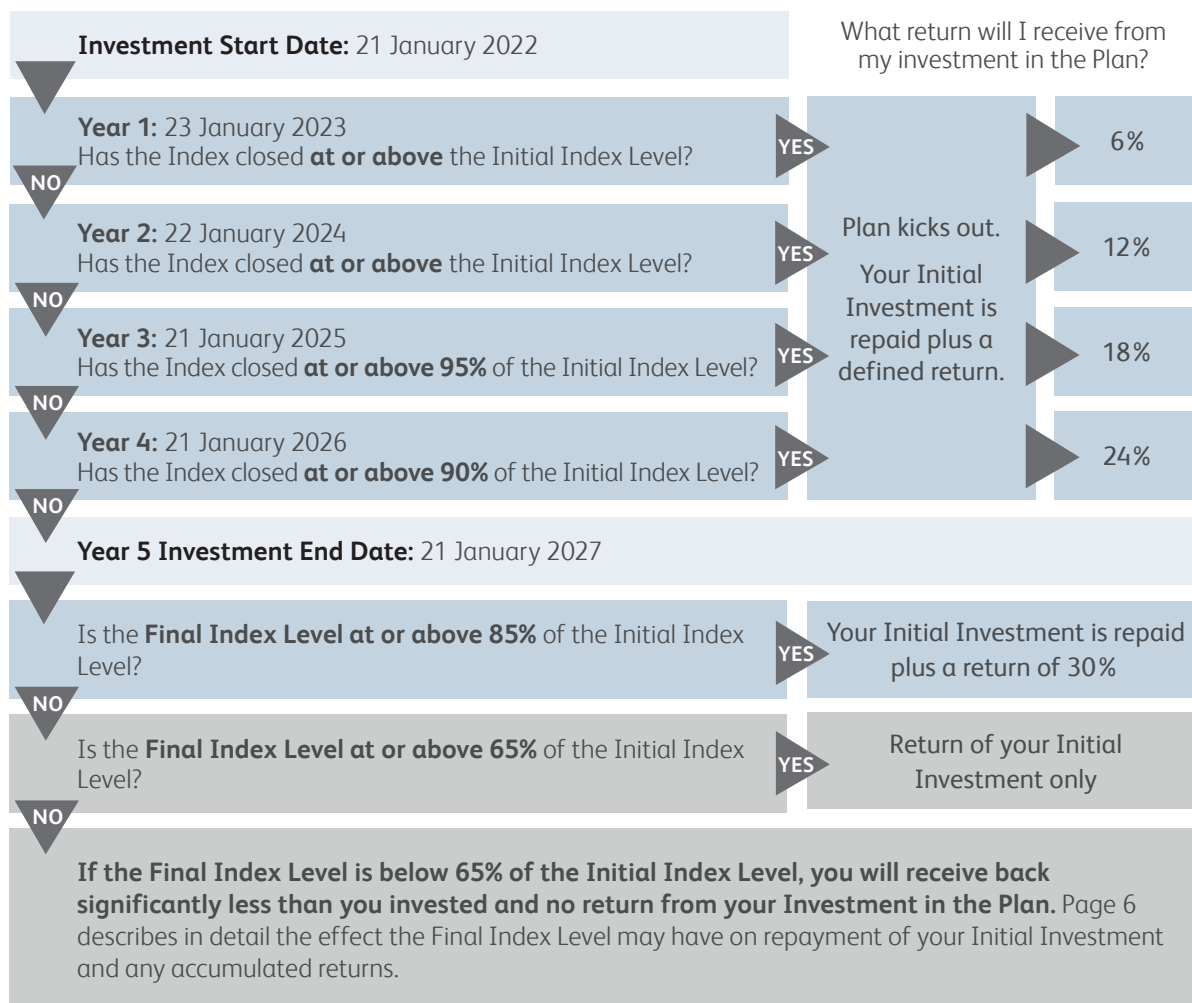 Investment Start Date: 21 January 2022
What return will I receive from
my investment in the Plan?
Year 1: 23 January 2023
Has the Index closed at or above the Initial Index Level?
YES
6%
NO
Year 2: 22 January 2024
Has the Index closed at or above the Initial Index Level?
YES
12%
NO
Year 3: 21 January 2025
Has the Index closed at or above 95% of the Initial Index Level?
YES
18%
NO
Year 4: 21 January 2026
Has the Index closed at or above 90% of the Initial Index Level?
YES
24%
Plan kicks out.
Your Initial
Investment is
repaid plus a
defined return.
NO
Year 5 Investment End Date: 21 January 2027
Is the Final Index Level at or above 85% of the Initial Index
Level?
YES
Your Initial Investment is repaid
plus a return of 30%
NO
Is the Final Index Level at or above 65% of the Initial Index
Level?
YES
Return of your Initial
Investment only
NO
If the Final Index Level is below 65% of the Initial Index Level, you will receive back
significantly less than you invested and no return from your Investment in the Plan. Page 6
describes in detail the effect the Final Index Level may have on repayment of your Initial Investment
and any accumulated returns.